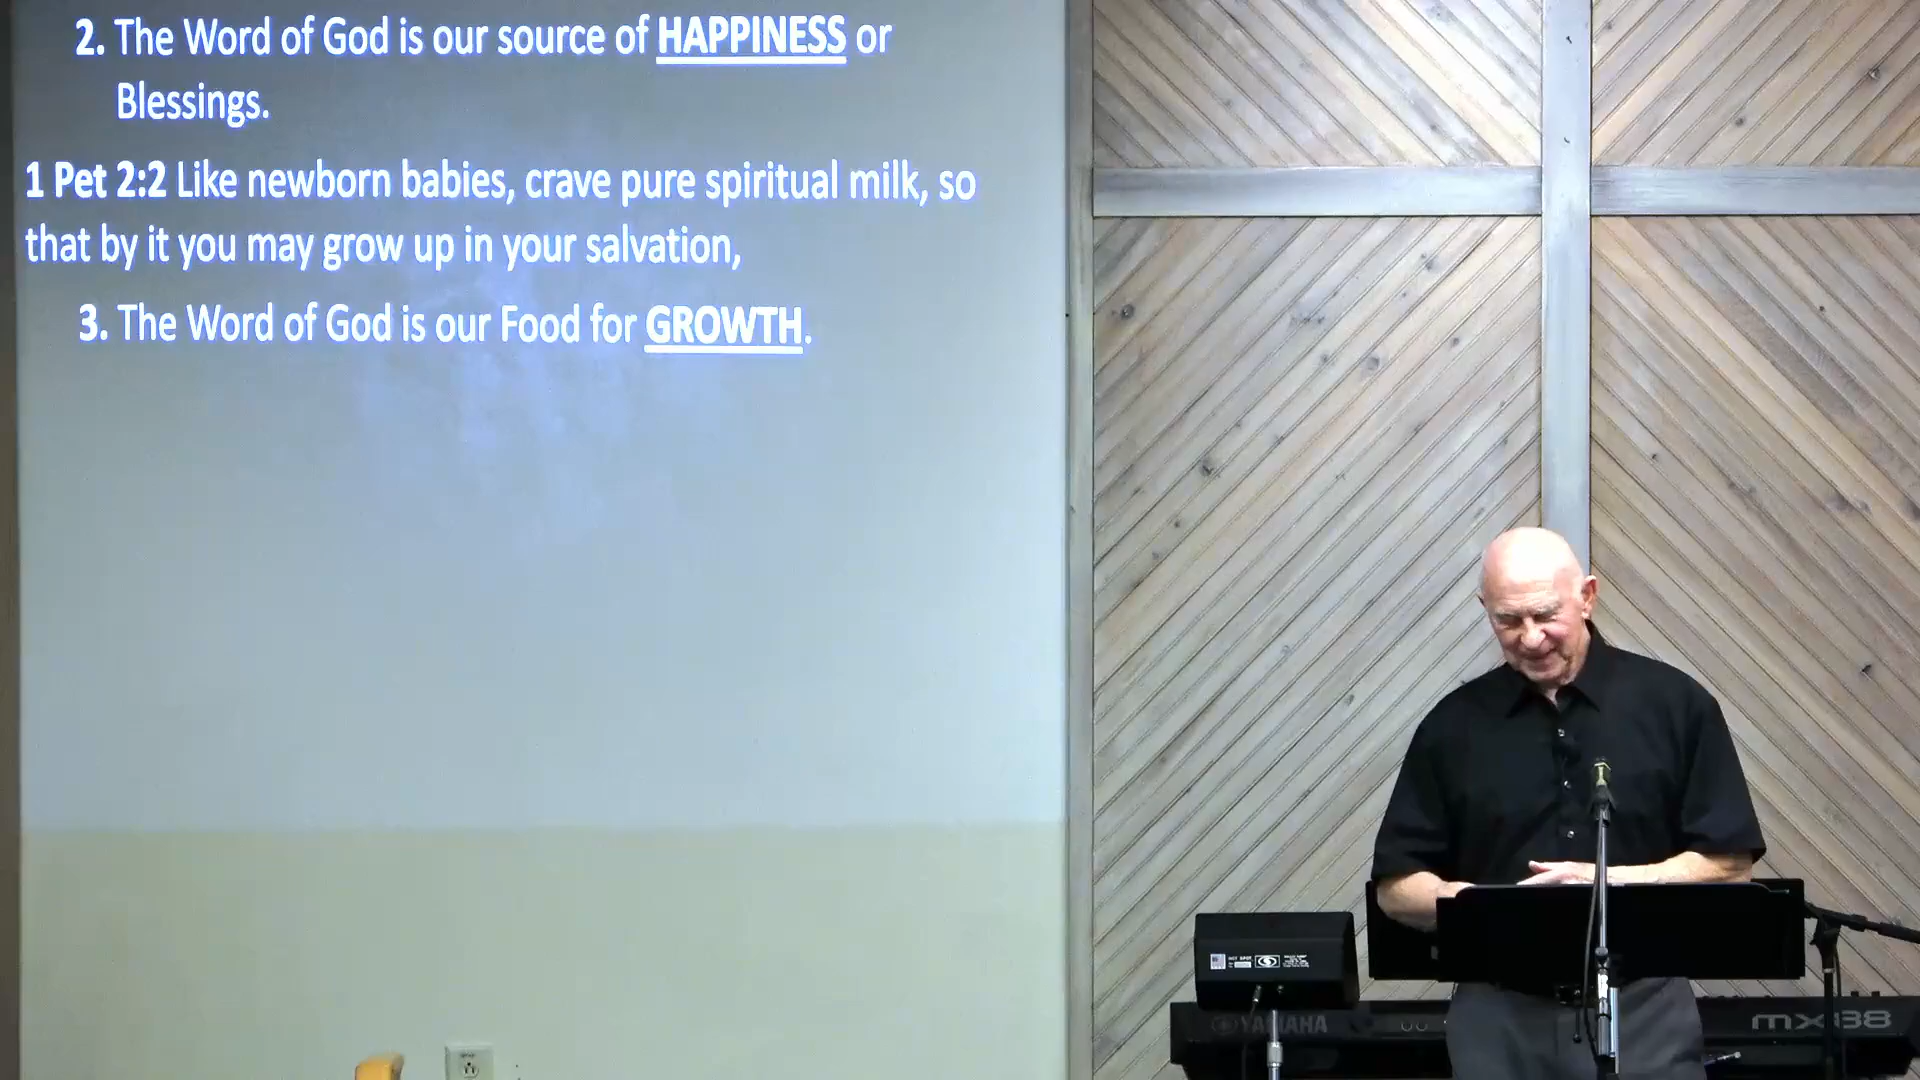 2. The Word of God is our source of HAPPINESS or
Blessings.
1 Pet 2:2 Like newborn babies, crave pure spiritual milk, so
that by it you may grow up in your salvation,
3. The Word of God is our Food for GROWTH.
HOT SPOT
YAMAHA
MX88